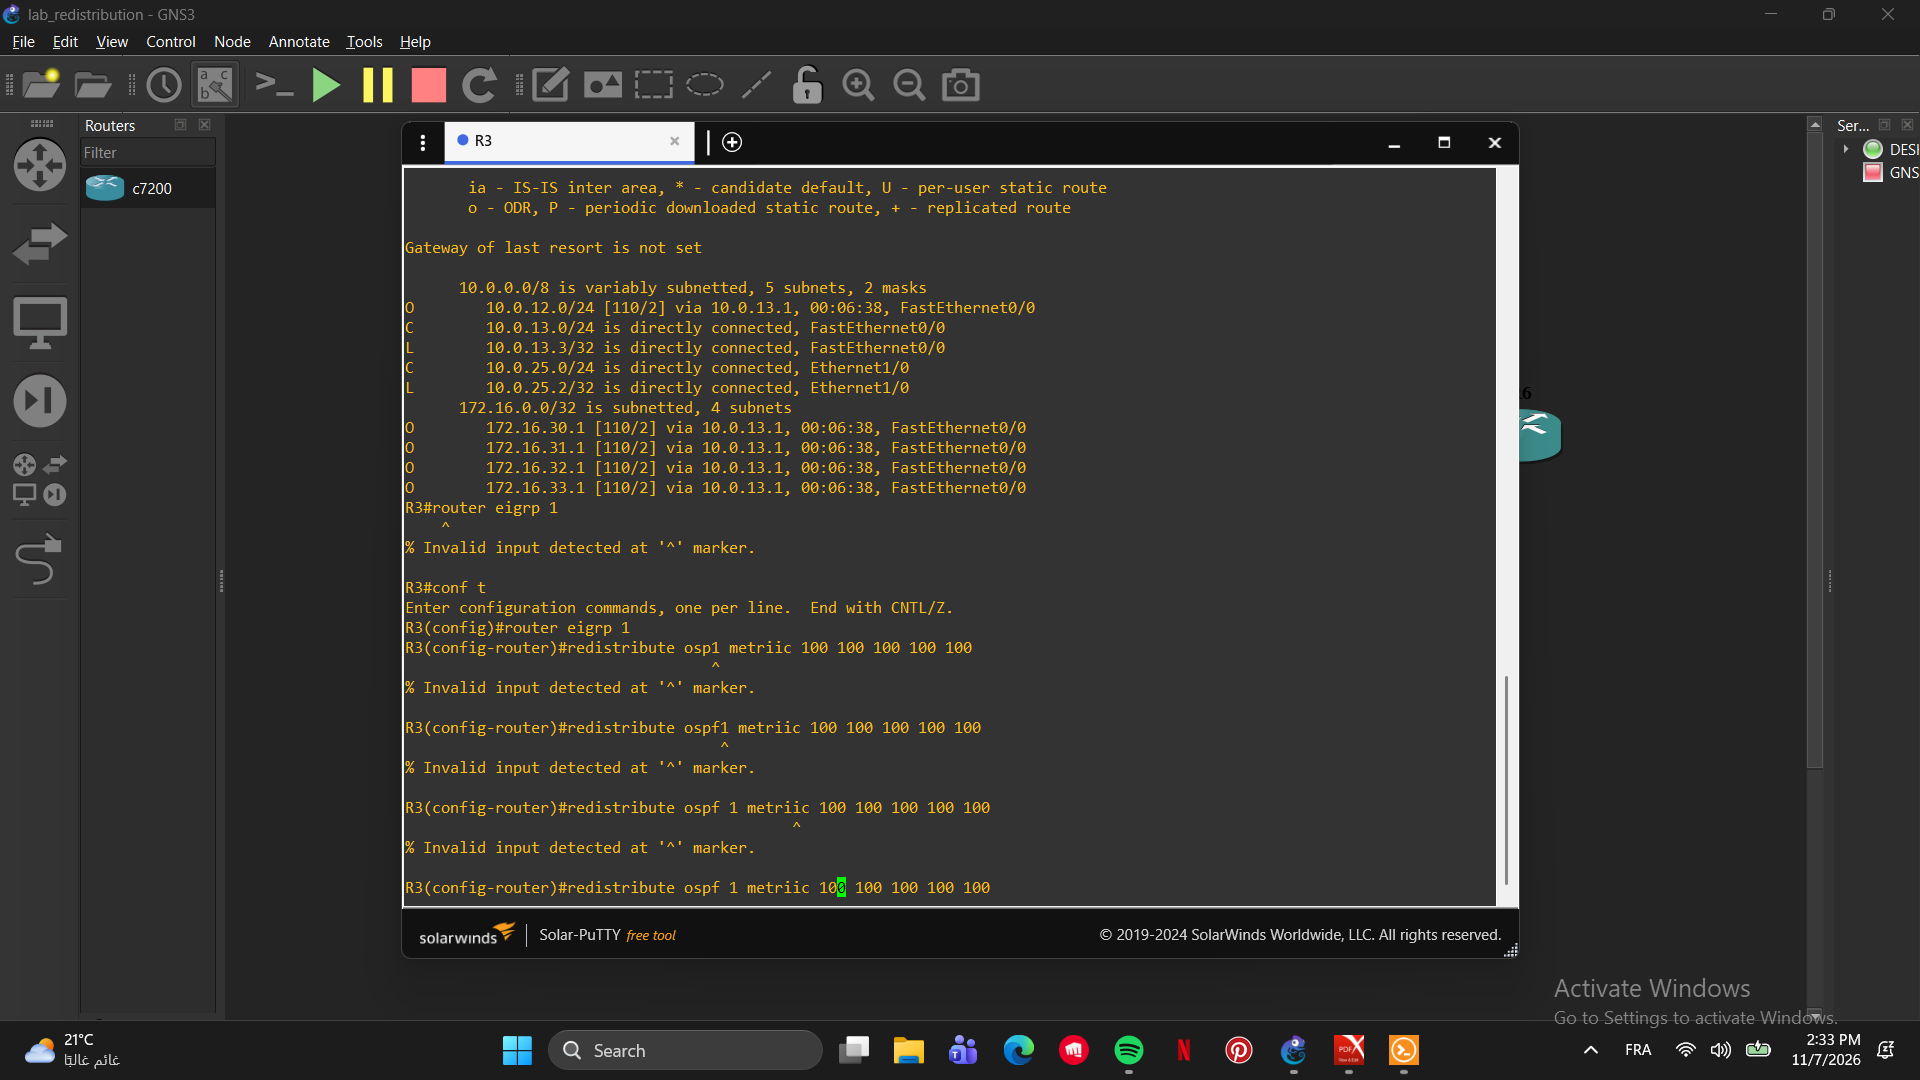 lab_redistribution - GNS3
File Edit View Control Node Annotate Tools Help
a c
b
Routers
Filter
c7200
R3
Ser...
DESI
GNS
ia - IS-IS inter area, * - candidate default, U - per-user static route
o - ODR, P - periodic downloaded static route, + - replicated route
Gateway of last resort is not set
10.0.0.0/8 is variably subnetted, 5 subnets, 2 masks
O 10.0.12.0/24 [110/2] via 10.0.13.1, 00:06:38, FastEthernet0/0
C 10.0.13.0/24 is directly connected, FastEthernet0/0
L 10.0.13.3/32 is directly connected, FastEthernet0/0
C 10.0.25.0/24 is directly connected, Ethernet1/0
L 10.0.25.2/32 is directly connected, Ethernet1/0
172.16.0.0/32 is subnetted, 4 subnets
O 172.16.30.1 [110/2] via 10.0.13.1, 00:06:38, FastEthernet0/0
O 172.16.31.1 [110/2] via 10.0.13.1, 00:06:38, FastEthernet0/0
O 172.16.32.1 [110/2] via 10.0.13.1, 00:06:38, FastEthernet0/0
O 172.16.33.1 [110/2] via 10.0.13.1, 00:06:38, FastEthernet0/0
R3#router eigrp 1
^
% Invalid input detected at '^' marker.
R3#conf t
Enter configuration commands, one per line. End with CNTL/Z.
R3(config)#router eigrp 1
R3(config-router)#redistribute osp1 metriic 100 100 100 100 100
^
% Invalid input detected at '^' marker.
R3(config-router)#redistribute ospf1 metriic 100 100 100 100 100
^
% Invalid input detected at '^' marker.
R3(config-router)#redistribute ospf 1 metriic 100 100 100 100 100
^
% Invalid input detected at '^' marker.
R3(config-router)#redistribute ospf 1 metriic 100 100 100 100 100
solarwinds
Solar-PuTTY free tool
© 2019-2024 SolarWinds Worldwide, LLC. All rights reserved.
6
Activate Windows
Go to Settings to activate Windows.
21°C
غائم غالبًا
Search
FRA
2:33 PM
11/7/2026